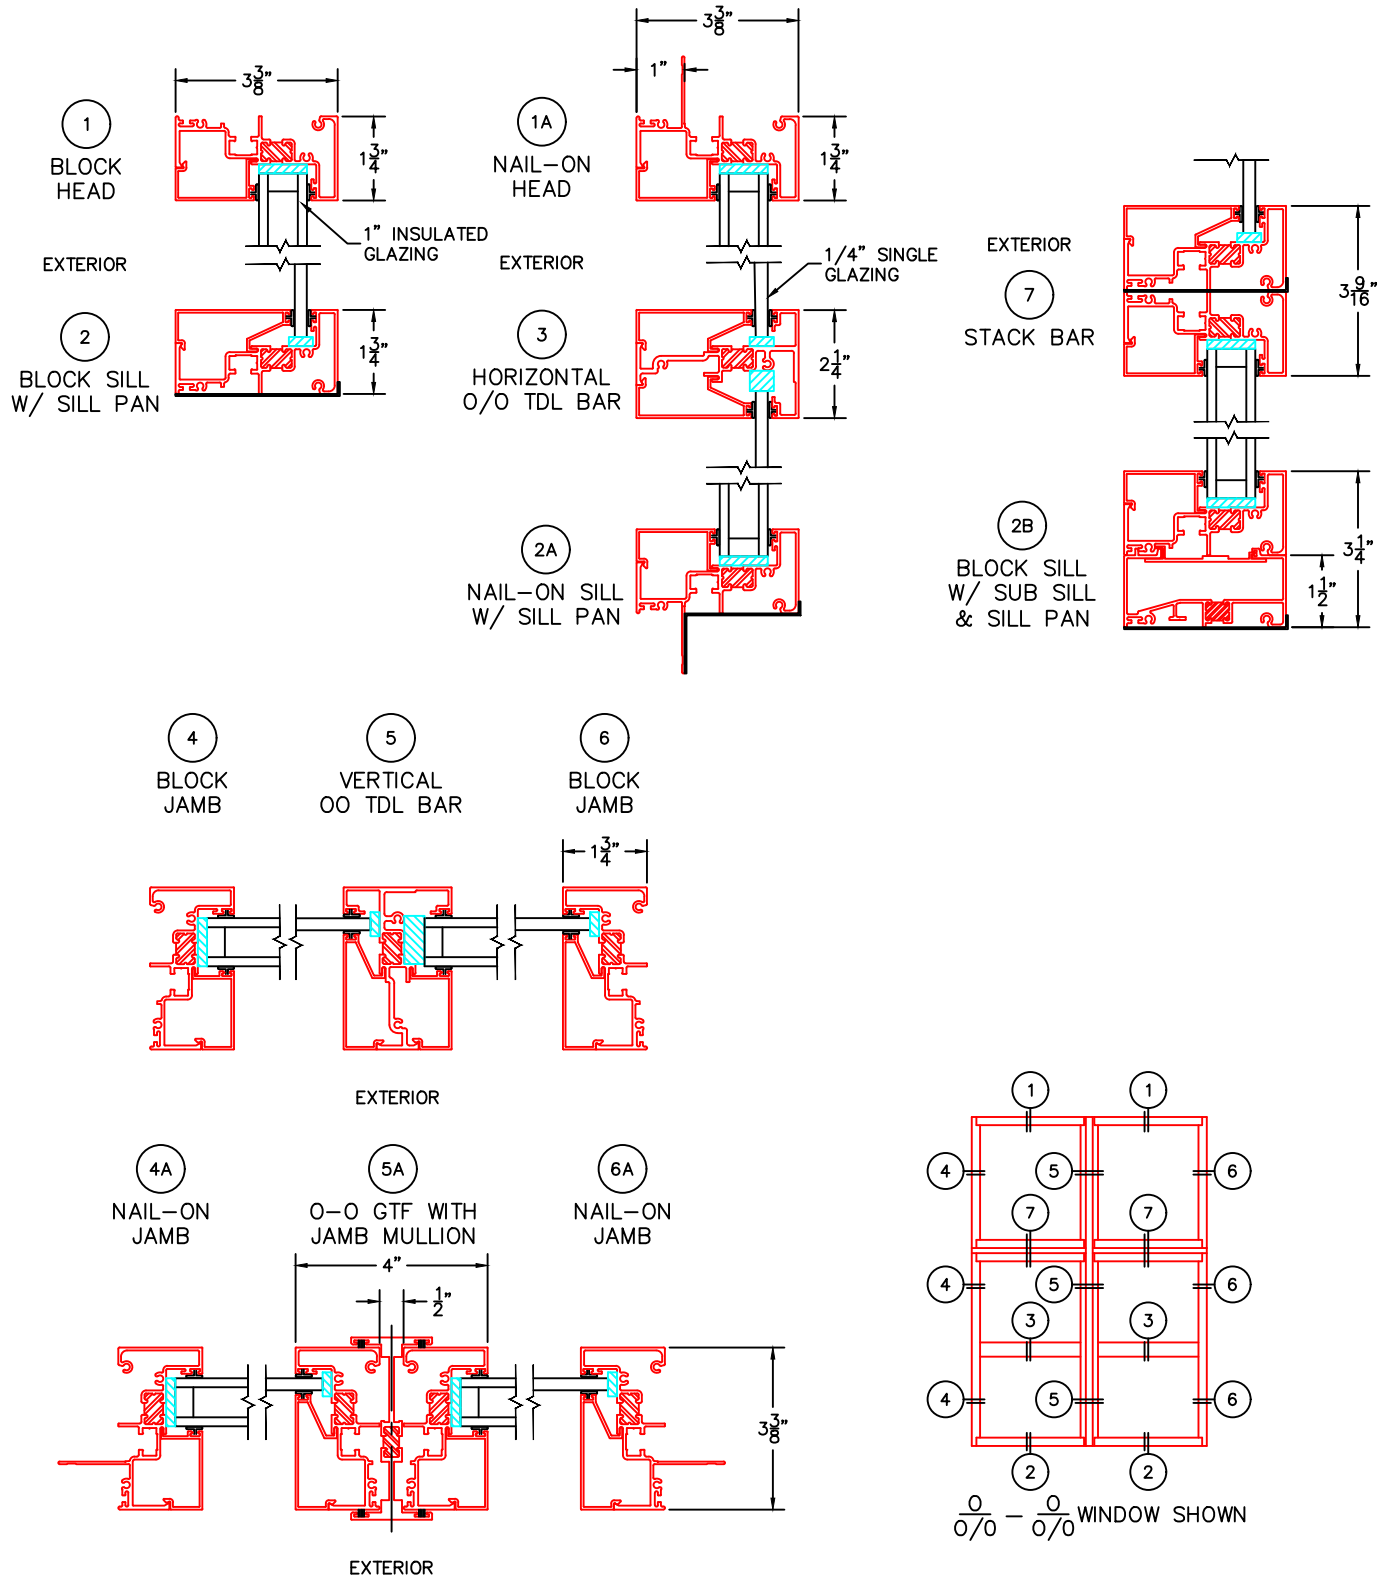 3 3/8"
1
BLOCK
HEAD
1 3/4"
1" INSULATED
GLAZING
EXTERIOR
2
BLOCK SILL
W/ SILL PAN
1 3/4"
3 3/8"
1"
1A
NAIL-ON
HEAD
1 3/4"
EXTERIOR
1/4" SINGLE
GLAZING
3
HORIZONTAL
O/O TDL BAR
2 1/4"
2A
NAIL-ON SILL
W/ SILL PAN
EXTERIOR
7
STACK BAR
3 9/16"
2B
BLOCK SILL
W/ SUB SILL
& SILL PAN
3 1/4"
1 1/2"
4
BLOCK
JAMB
5
VERTICAL
OO TDL BAR
6
BLOCK
JAMB
1 3/4"
EXTERIOR
4A
NAIL-ON
JAMB
5A
O-O GTF WITH
JAMB MULLION
4"
1/2"
6A
NAIL-ON
JAMB
3 3/8"
EXTERIOR
1 1
4 5 6
7 7
4 5 6
3 3
4 5 6
2 2
O/O/O - O/O/O WINDOW SHOWN